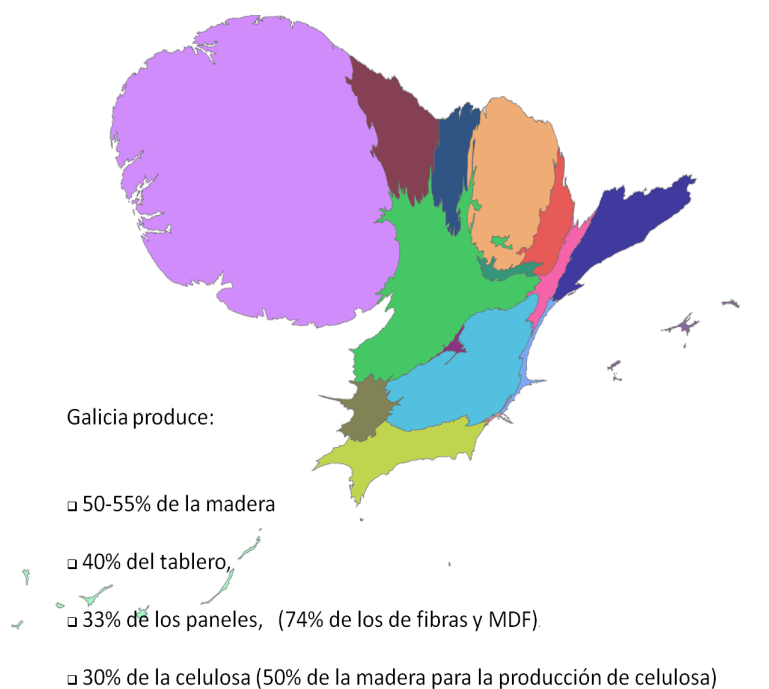 Galicia produce:
❑ 50-55% de la madera
❑ 40% del tablero,
❑ 33% de los paneles, (74% de los de fibras y MDF).
❑ 30% de la celulosa (50% de la madera para la producción de celulosa)